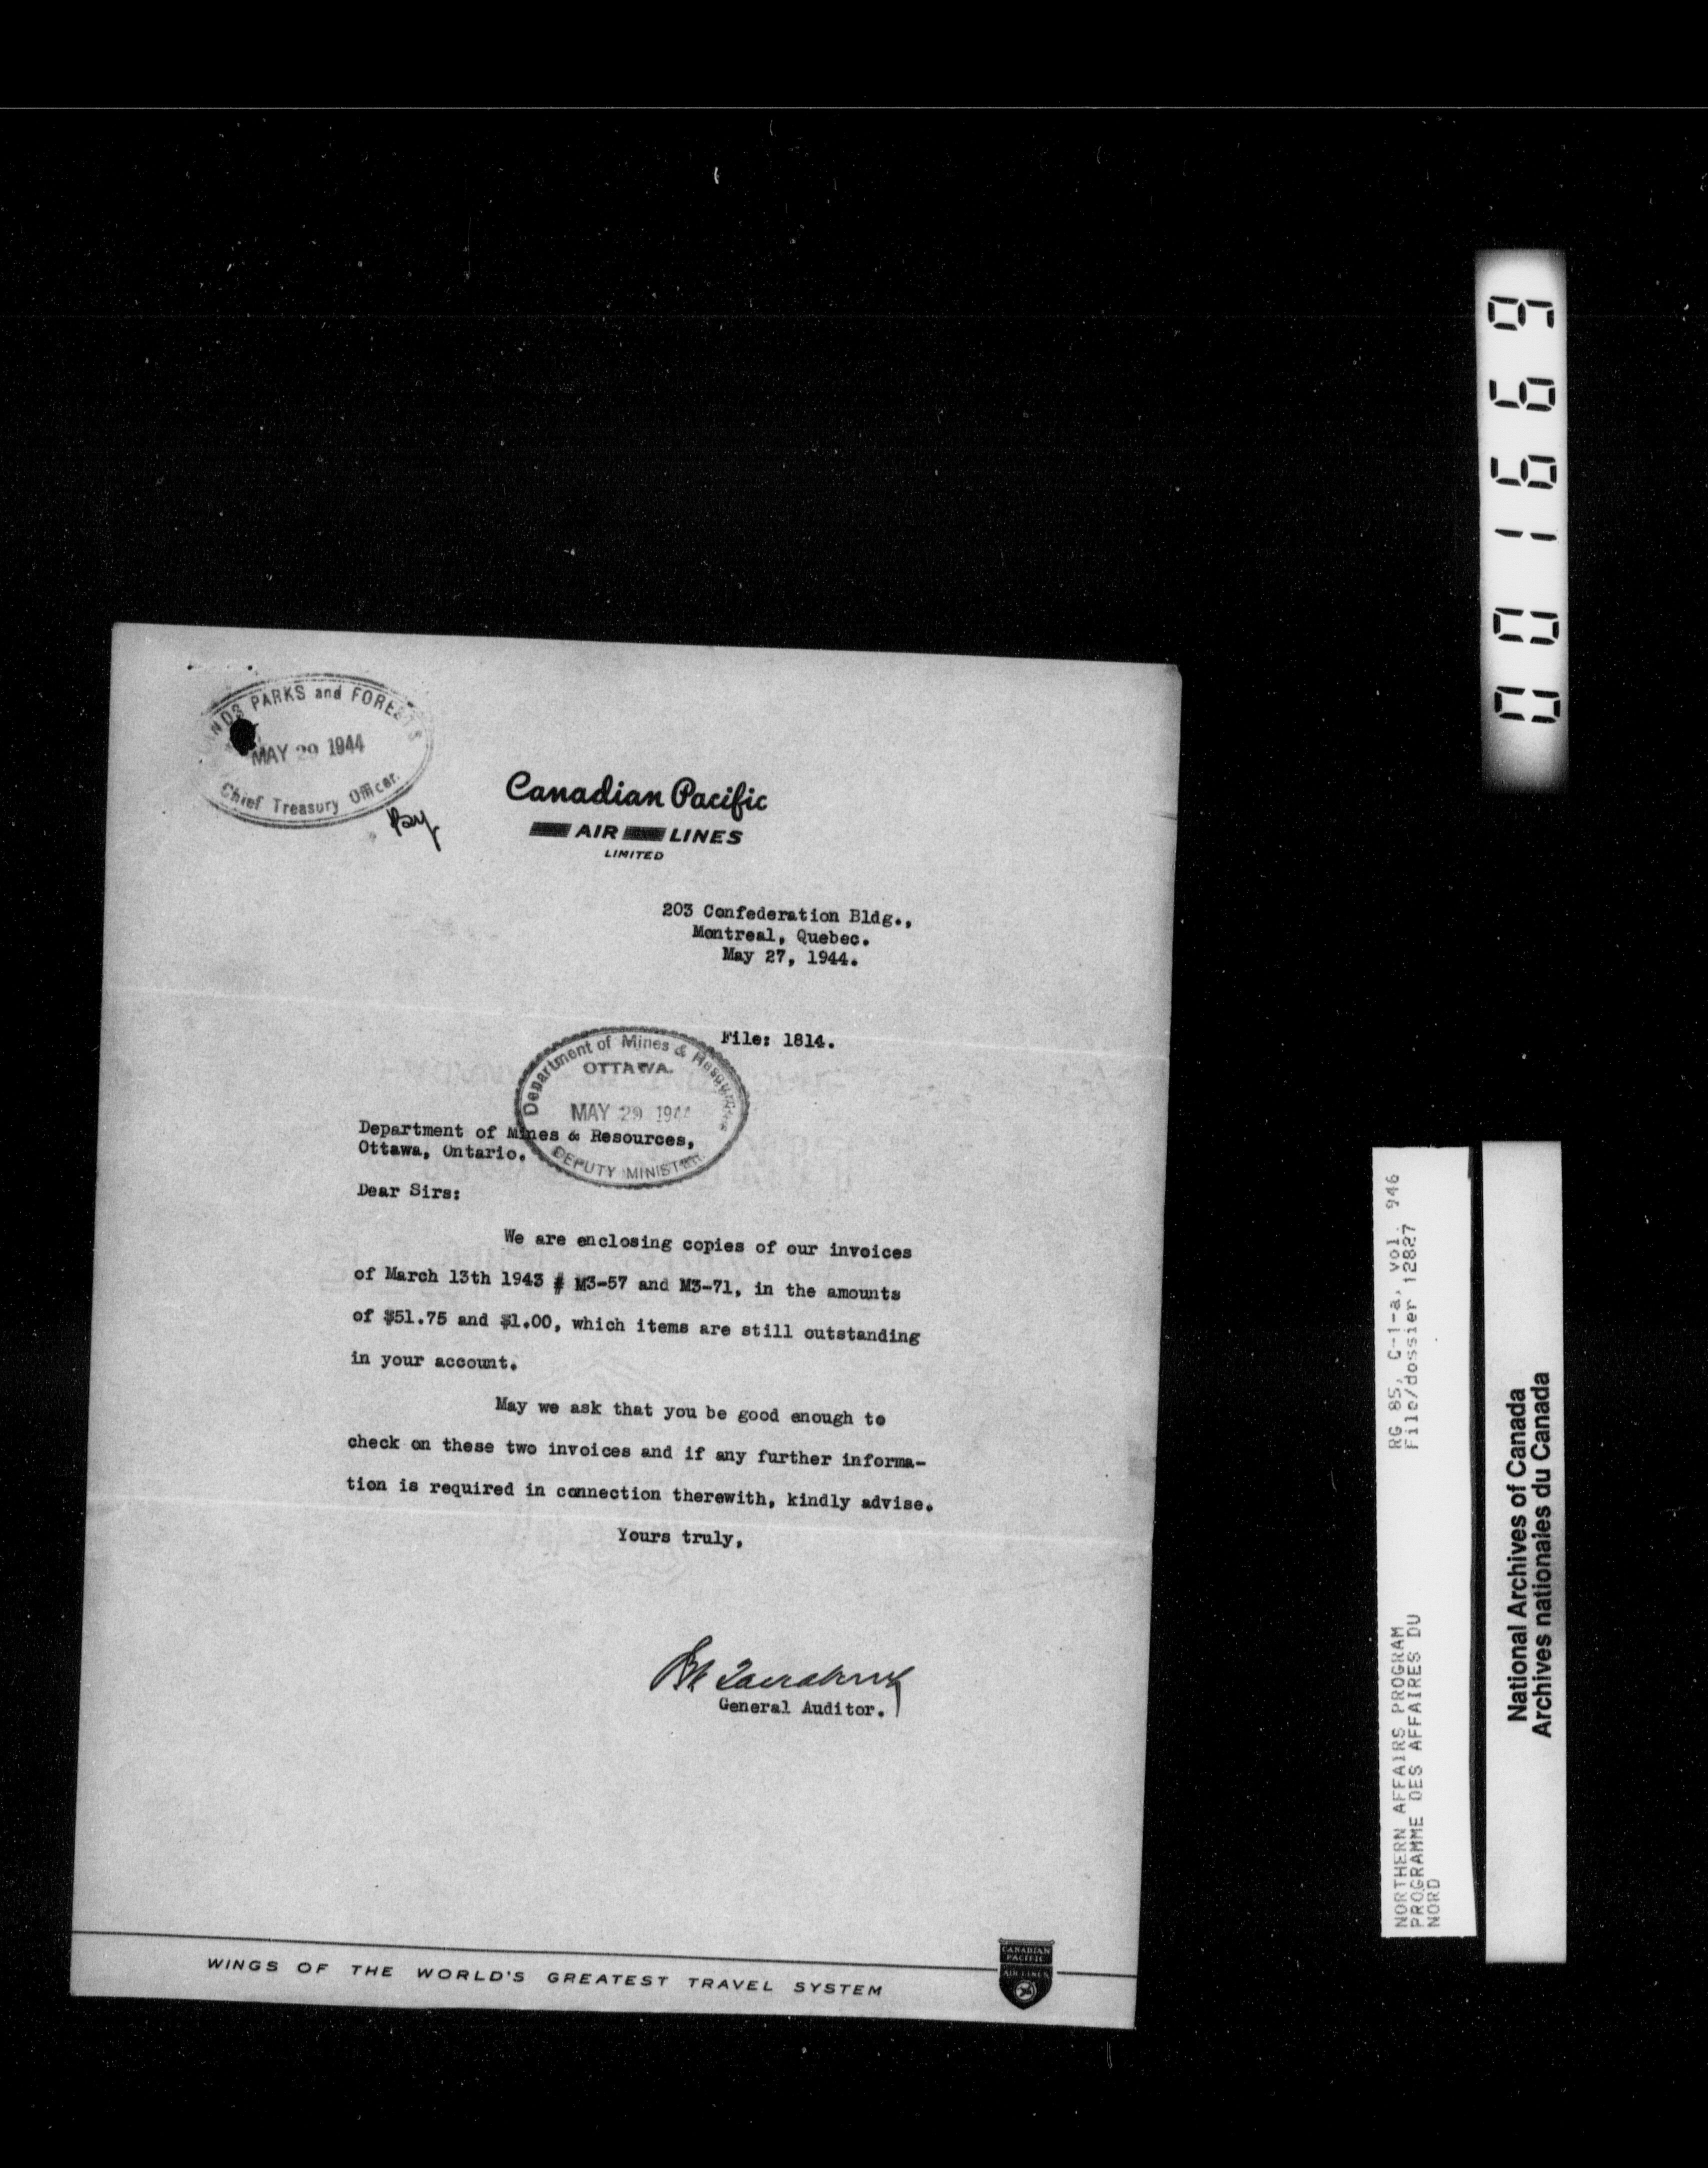 LANDS PARKS and FORESTS
MAY 29 1944
Chief Treasury Officer.
Canadian Pacific
AIR LINES
LIMITED
203 Confederation Bldg.,
Montreal, Quebec.
May 27, 1944.
File: 1814.
Department of Mines & Resources
OTTAWA.
MAY 29 1944
DEPUTY MINISTER
Department of Mines & Resources,
Ottawa, Ontario.
Dear Sirs:
We are enclosing copies of our invoices
of March 13th 1943 # M3-57 and M3-71, in the amounts
of $51.75 and $1.00, which items are still outstanding
in your account.
May we ask that you be good enough to
check on these two invoices and if any further informa-
tion is required in connection therewith, kindly advise.
Yours truly,
General Auditor.
WINGS OF THE WORLD'S GREATEST TRAVEL SYSTEM
CANADIAN
PACIFIC
AIR LINES
001669
RG 85, C-1-a, vol. 946
File/dossier 12827
NORTHERN AFFAIRS PROGRAM
PROGRAMME DES AFFAIRES DU
NORD
National Archives of Canada
Archives nationales du Canada